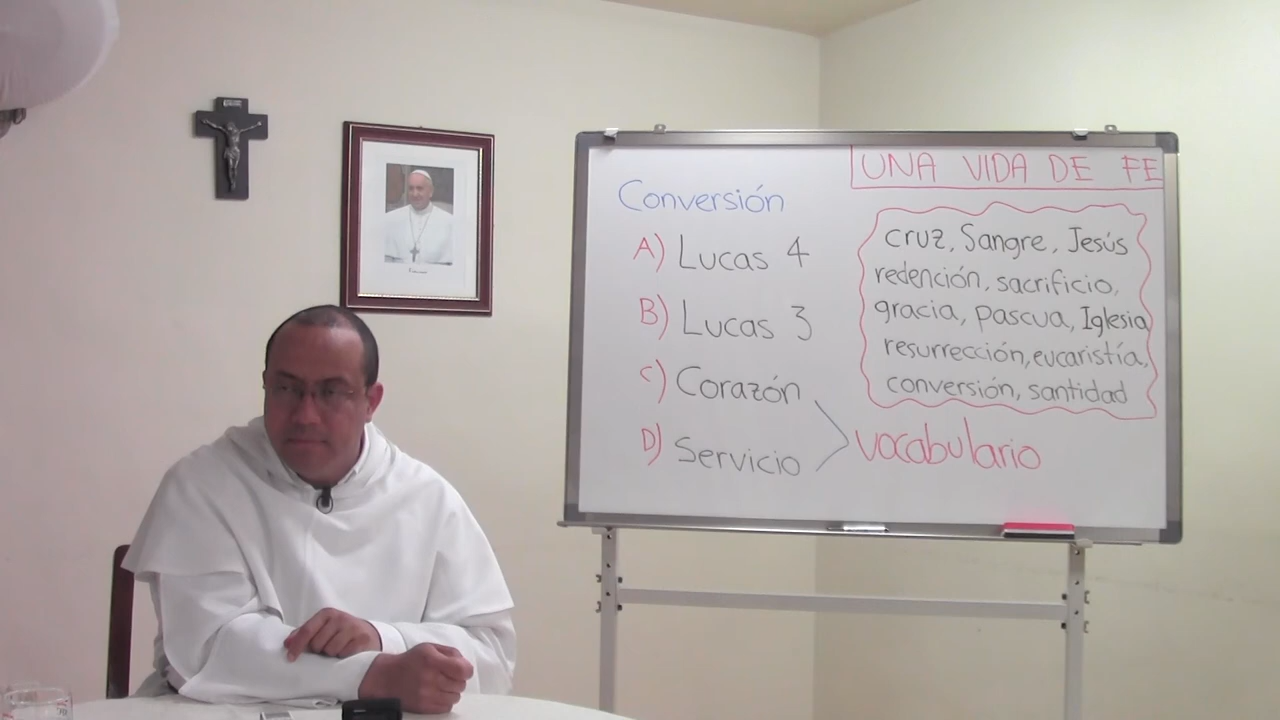 UNA VIDA DE FE
Conversión
A) Lucas 4
B) Lucas 3
C) Corazón
D) Servicio
vocabulario
cruz, Sangre, Jesús
redención, sacrificio,
gracia, pascua, Iglesia
resurrección, eucaristía,
conversión, santidad